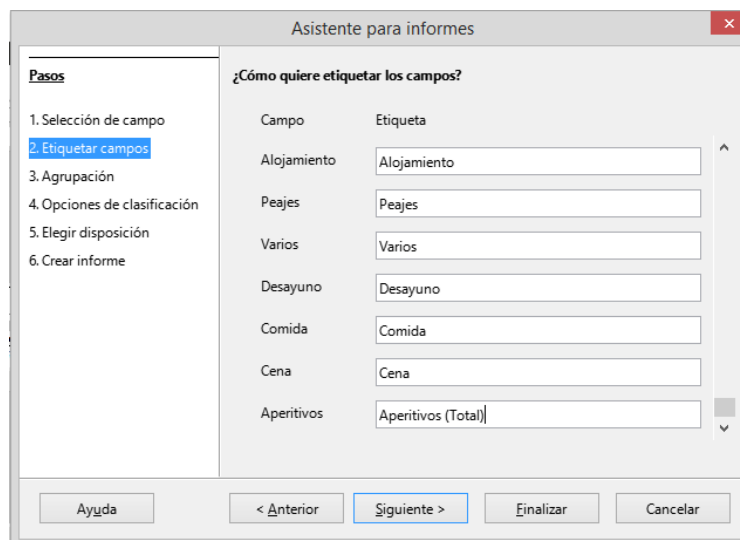 Asistente para informes
Pasos
1. Selección de campo
2. Etiquetar campos
3. Agrupación
4. Opciones de clasificación
5. Elegir disposición
6. Crear informe
¿Cómo quiere etiquetar los campos?
Campo Etiqueta
Alojamiento Alojamiento
Peajes Peajes
Varios Varios
Desayuno Desayuno
Comida Comida
Cena Cena
Aperitivos Aperitivos (Total)
Ayuda < Anterior Siguiente > Finalizar Cancelar